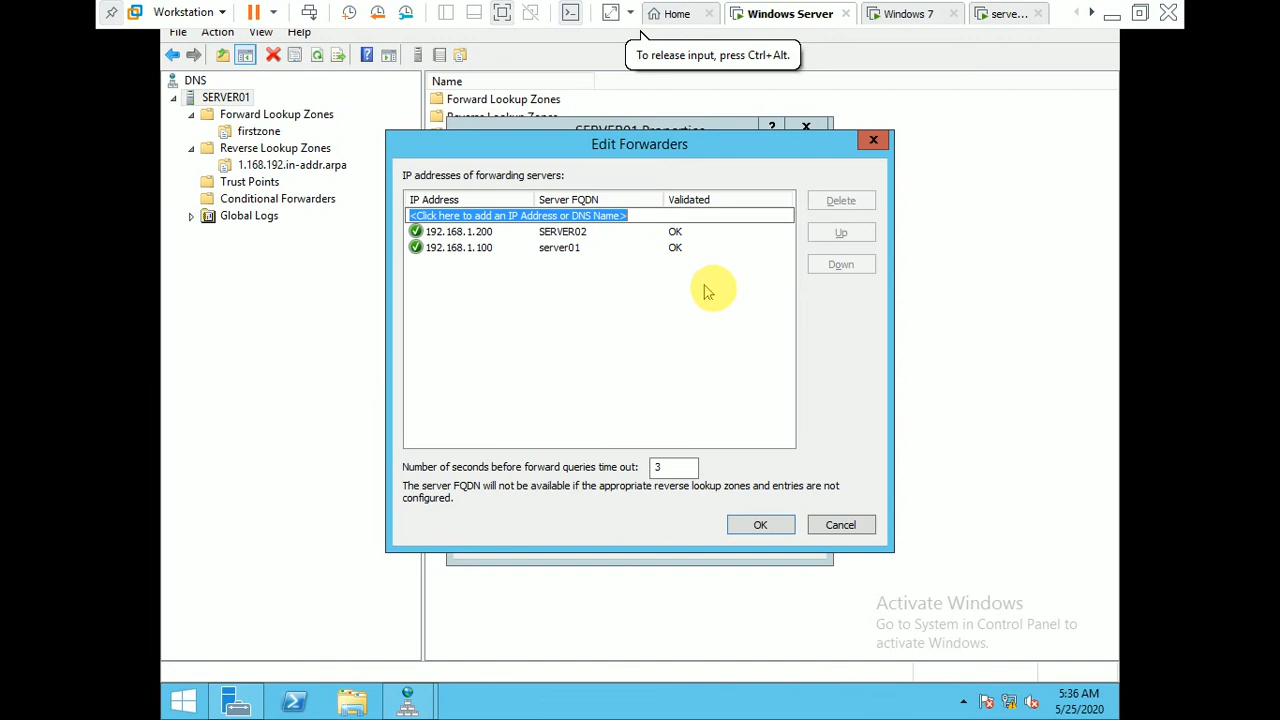 Workstation
Home
Windows Server
Windows 7
serve...
File Action View Help
To release input, press Ctrl+Alt.
DNS
SERVER01
Forward Lookup Zones
firstzone
Reverse Lookup Zones
1.168.192.in-addr.arpa
Trust Points
Conditional Forwarders
Global Logs
Name
Forward Lookup Zones
Reverse Lookup Zones
SERVER01 Properties
Edit Forwarders
IP addresses of forwarding servers:
IP Address Server FQDN Validated
<Click here to add an IP Address or DNS Name>
192.168.1.200 SERVER02 OK
192.168.1.100 server01 OK
Delete
Up
Down
Number of seconds before forward queries time out: 3
The server FQDN will not be available if the appropriate reverse lookup zones and entries are not
configured.
OK
Cancel
Activate Windows
Go to System in Control Panel to
activate Windows.
5:36 AM
5/25/2020